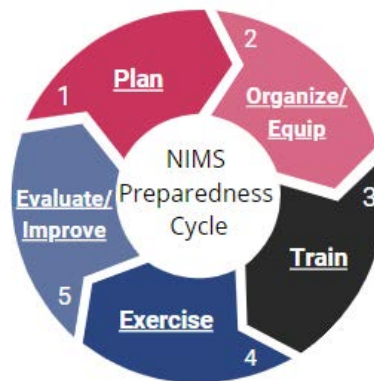 NIMS
Preparedness
Cycle
1
Plan
2
Organize/
Equip
3
Train
4
Exercise
5
Evaluate/
Improve